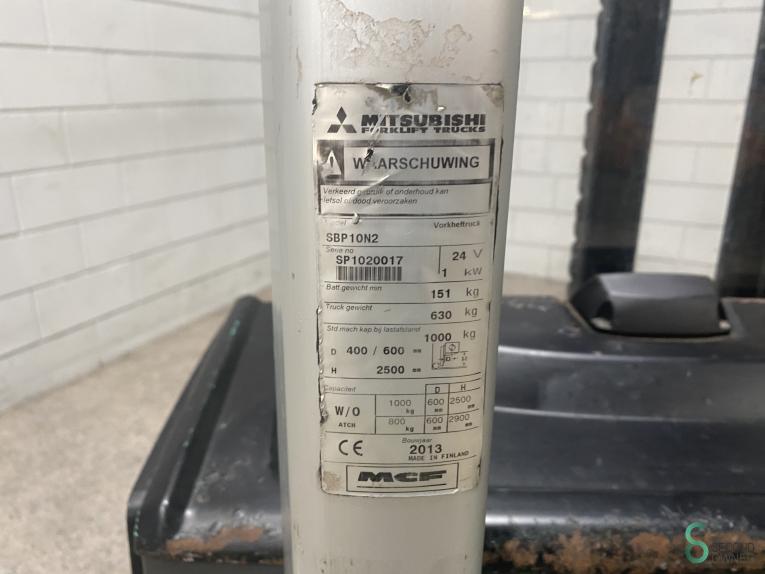 MITSUBISHI
FORKLIFT TRUCKS
WAARSCHUWING
Verkeerd gebruik of onderhoud kan
letsel of dood veroorzaken
Vorkheftruck
SBP10N2
Serie no
SP1020017
24 V
1 kW
Batt gewicht min 151 kg
Truck gewicht 630 kg
Std mach kap bij lastafstand
1000 kg
D 400 / 600 mm
H 2500 mm
Capaciteit D H
W/O 1000 kg 600 mm 2500 mm
ATCH 800 kg 600 mm 2900 mm
Bouwjaar
CE 2013
MADE IN FINLAND
MCF
SECOND
OWNER